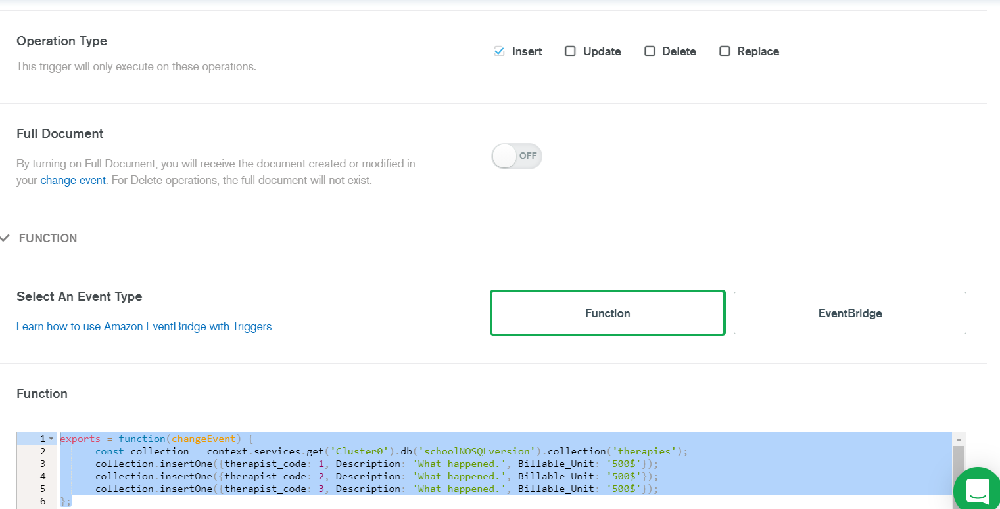 Operation Type
Insert Update Delete Replace
This trigger will only execute on these operations.
Full Document
By turning on Full Document, you will receive the document created or modified in
your change event. For Delete operations, the full document will not exist.
OFF
FUNCTION
Select An Event Type
Function EventBridge
Learn how to use Amazon EventBridge with Triggers
Function
1 exports = function(changeEvent) {
2 const collection = context.services.get('Cluster0').db('schoolNOSQLversion').collection('therapies');
3 collection.insertOne({therapist_code: 1, Description: 'What happened.', Billable_Unit: '500$'});
4 collection.insertOne({therapist_code: 2, Description: 'What happened.', Billable_Unit: '500$'});
5 collection.insertOne({therapist_code: 3, Description: 'What happened.', Billable_Unit: '500$'});
6 };